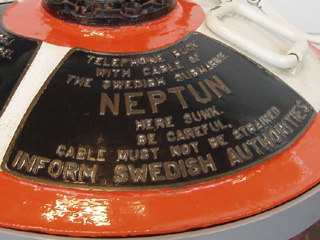 TELEPHONE BUOY
WITH CABLE OF
THE SWEDISH SUBMARINE
NEPTUN
HERE SUNK.
BE CAREFUL.
CABLE MUST NOT BE STRAINED
INFORM SWEDISH AUTHORITIES